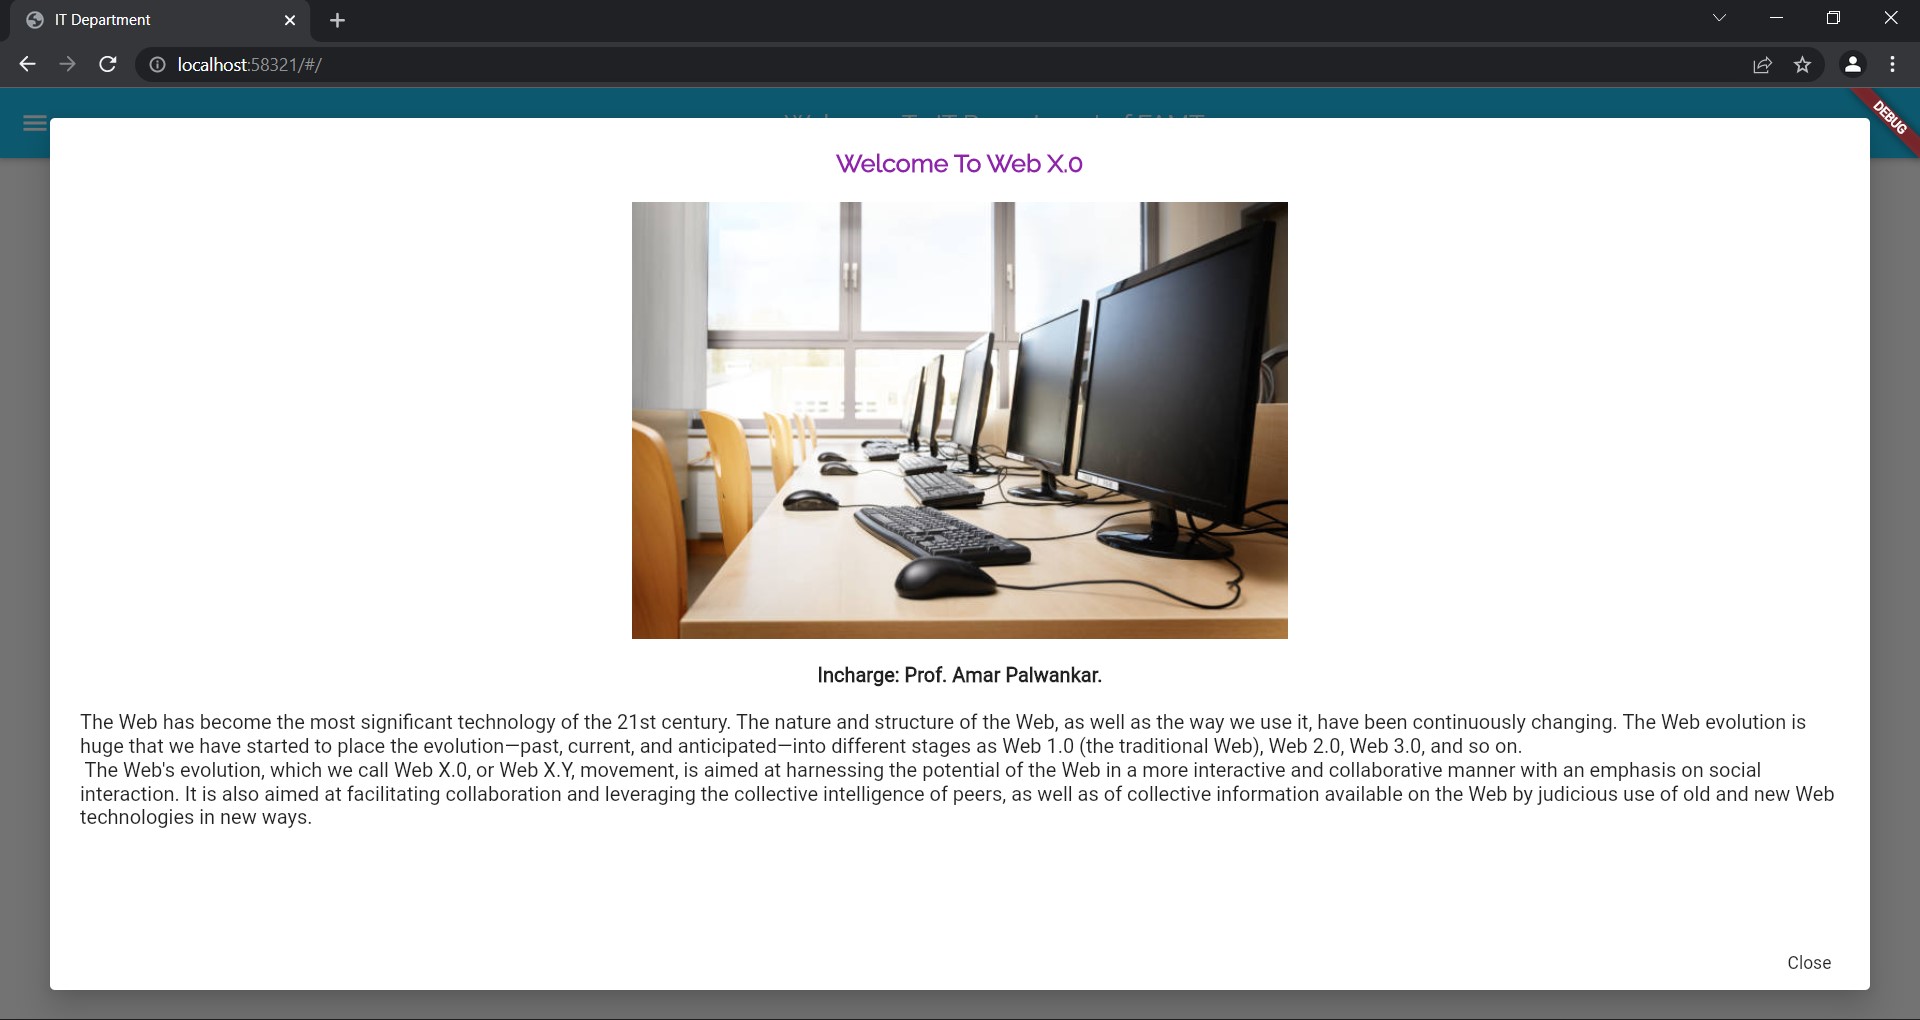 IT Department
localhost:58321/#/
DEBUG
Welcome To Web X.0
Incharge: Prof. Amar Palwankar.
The Web has become the most significant technology of the 21st century. The nature and structure of the Web, as well as the way we use it, have been continuously changing. The Web evolution is
huge that we have started to place the evolution—past, current, and anticipated—into different stages as Web 1.0 (the traditional Web), Web 2.0, Web 3.0, and so on.
The Web's evolution, which we call Web X.0, or Web X.Y, movement, is aimed at harnessing the potential of the Web in a more interactive and collaborative manner with an emphasis on social
interaction. It is also aimed at facilitating collaboration and leveraging the collective intelligence of peers, as well as of collective information available on the Web by judicious use of old and new Web
technologies in new ways.
Close